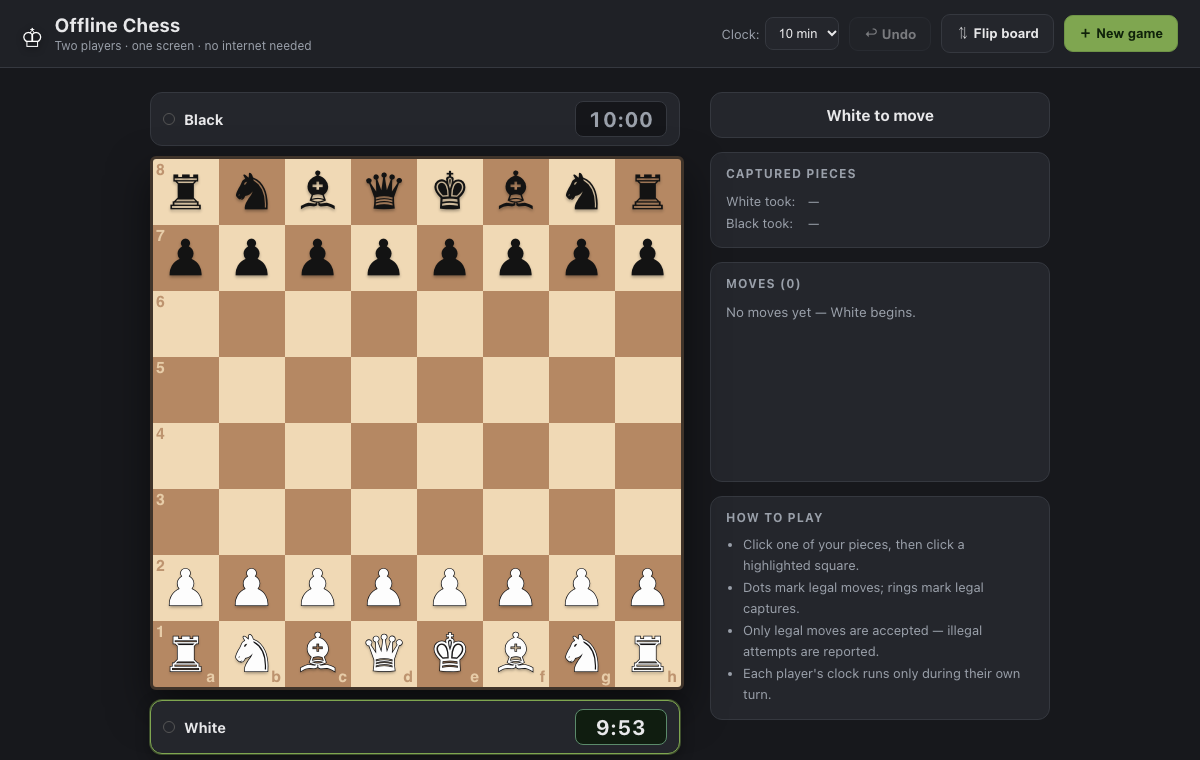 Offline Chess
Two players · one screen · no internet needed
Clock:
10 min
↩ Undo
⇅ Flip board
+ New game
Black
10:00
8
7
6
5
4
3
2
1
a
b
c
d
e
f
g
h
White
9:53
White to move
CAPTURED PIECES
White took: —
Black took: —
MOVES (0)
No moves yet — White begins.
HOW TO PLAY
• Click one of your pieces, then click a
highlighted square.
• Dots mark legal moves; rings mark legal
captures.
• Only legal moves are accepted — illegal
attempts are reported.
• Each player's clock runs only during their own
turn.